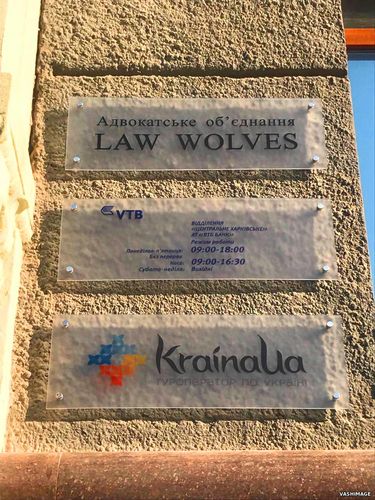 Адвокатське об'єднання
LAW WOLVES
VTB
ВІДДІЛЕННЯ
«ЦЕНТРАЛЬНЕ ХАРКІВСЬКЕ»
АТ «ВТБ БАНК»
Режим роботи
Понеділок-п'ятниця: 09:00-18:00
Без перерви
Каса: 09:00-16:30
Субота-неділя: Вихідні
KrainaUa
ТУРОПЕРАТОР ПО УКРАЇНІ
VASHIMAGE